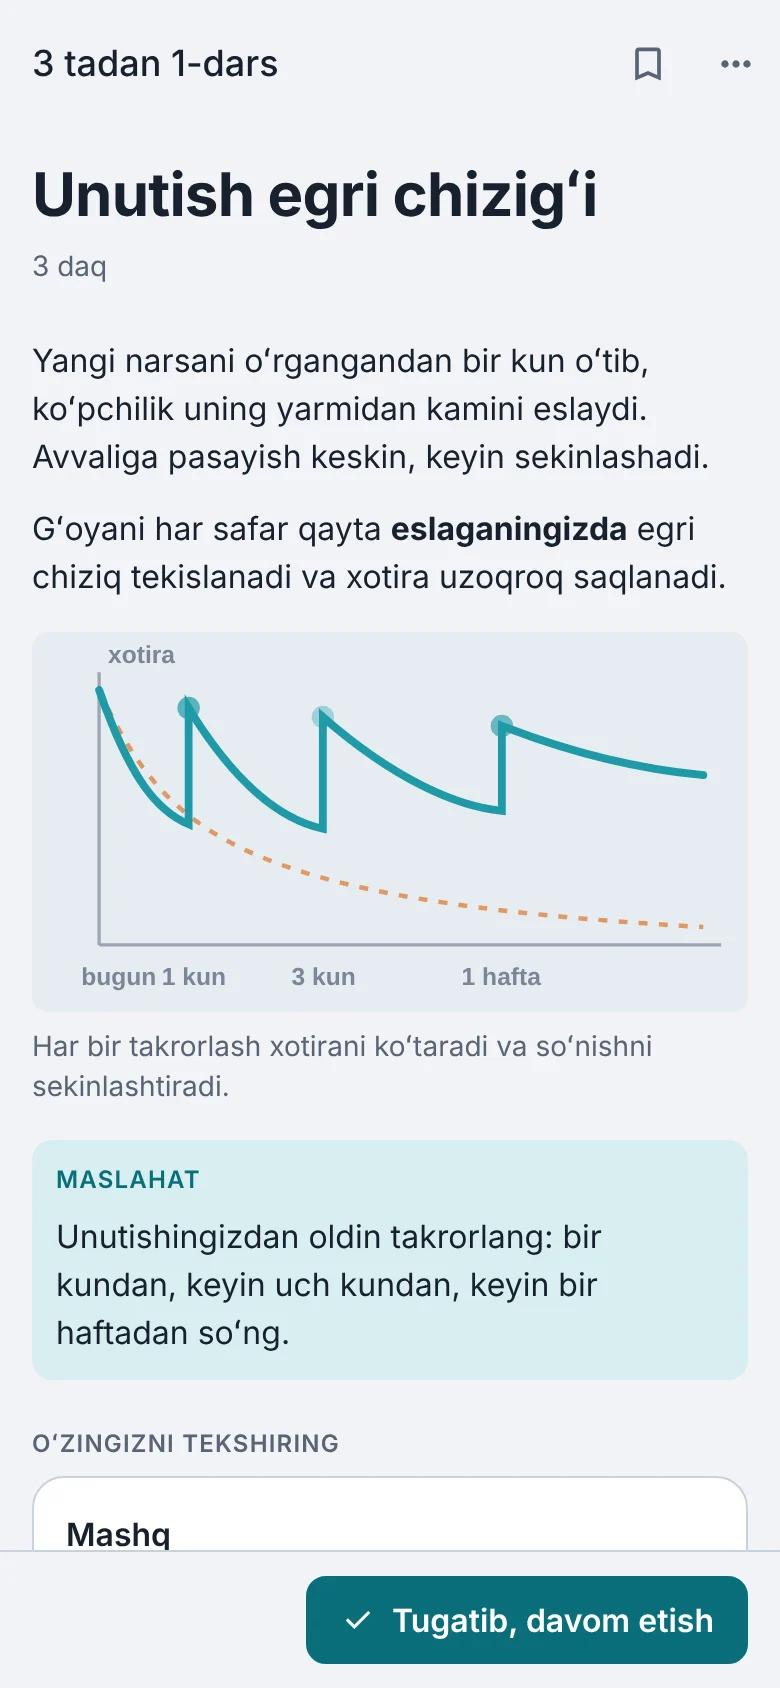 3 tadan 1-dars
Unutish egri chizigʻi
3 daq
Yangi narsani oʻrgangandan bir kun oʻtib,
koʻpchilik uning yarmidan kamini eslaydi.
Avvaliga pasayish keskin, keyin sekinlashadi.
Gʻoyani har safar qayta eslaganingizda egri
chiziq tekislanadi va xotira uzoqroq saqlanadi.
xotira
bugun 1 kun 3 kun 1 hafta
Har bir takrorlash xotirani koʻtaradi va soʻnishni
sekinlashtiradi.
MASLAHAT
Unutishingizdan oldin takrorlang: bir
kundan, keyin uch kundan, keyin bir
haftadan soʻng.
OʻZINGIZNI TEKSHIRING
Mashq
Tugatib, davom etish